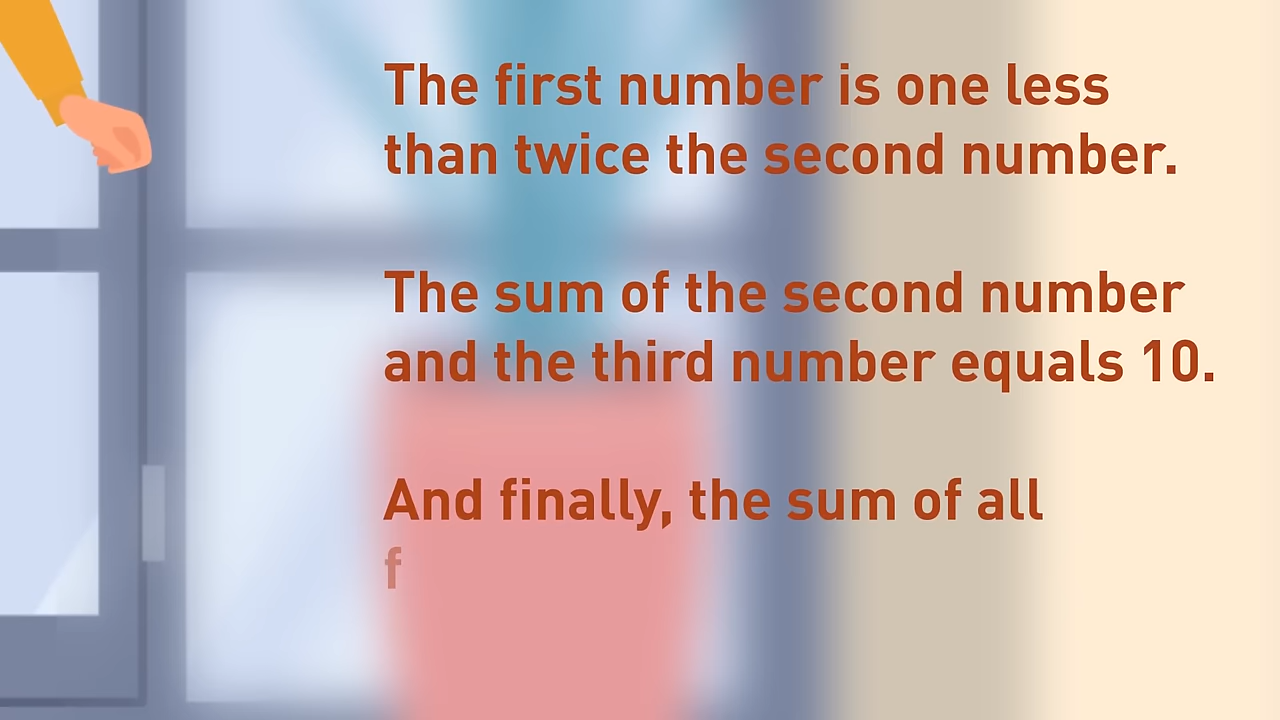 The first number is one less
than twice the second number.
The sum of the second number
and the third number equals 10.
And finally, the sum of all
f